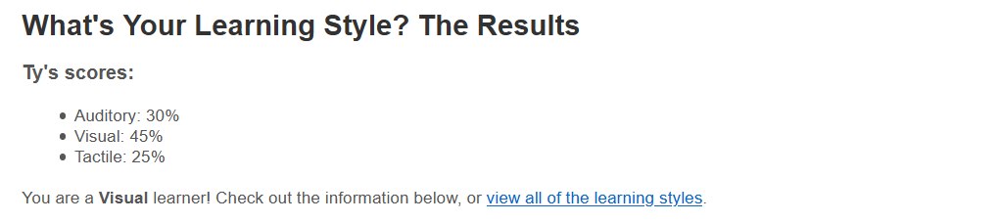 What's Your Learning Style? The Results
Ty's scores:
Auditory: 30%
Visual: 45%
Tactile: 25%
You are a Visual learner! Check out the information below, or view all of the learning styles.